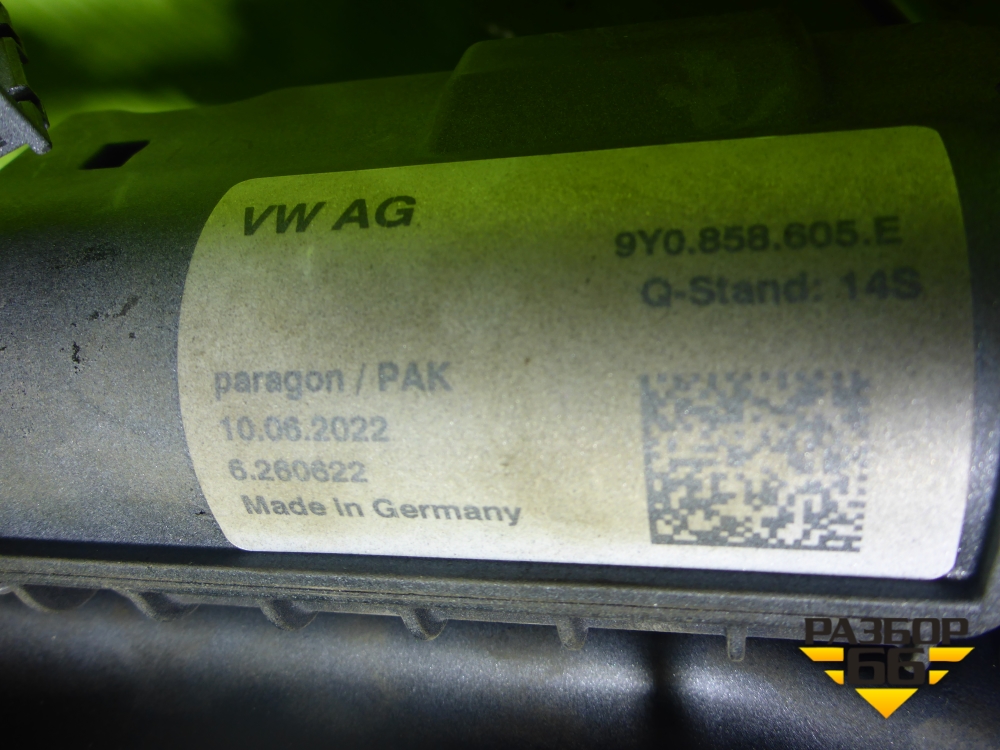 VW AG
9Y0.858.605.E
Q-Stand: 14S
paragon / PAK
10.06.2022
6.260622
Made in Germany
РАЗБОР
66